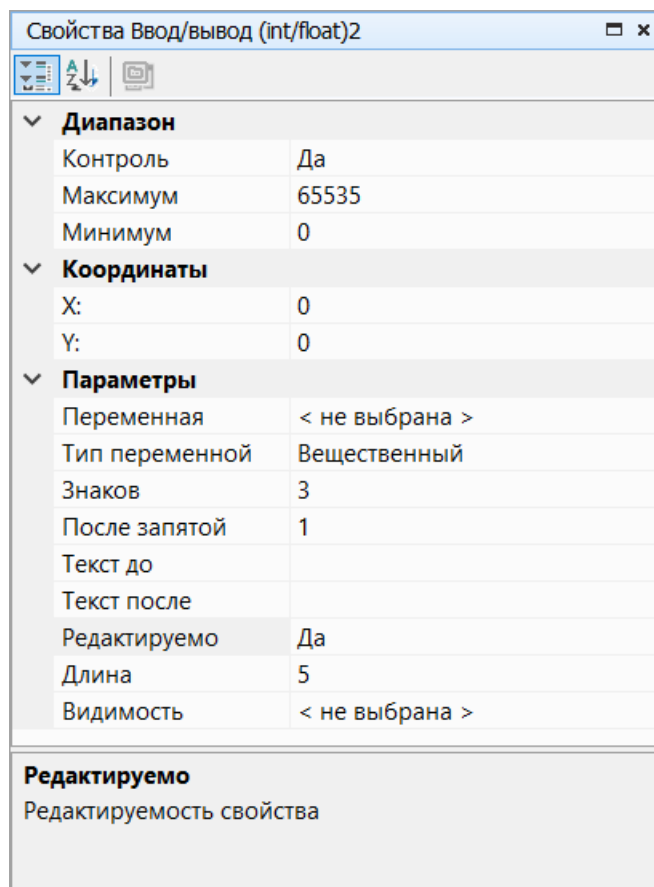 Свойства Ввод/вывод (int/float)2
Диапазон
Контроль Да
Максимум 65535
Минимум 0
Координаты
X: 0
Y: 0
Параметры
Переменная < не выбрана >
Тип переменной Вещественный
Знаков 3
После запятой 1
Текст до
Текст после
Редактируемо Да
Длина 5
Видимость < не выбрана >
Редактируемо
Редактируемость свойства